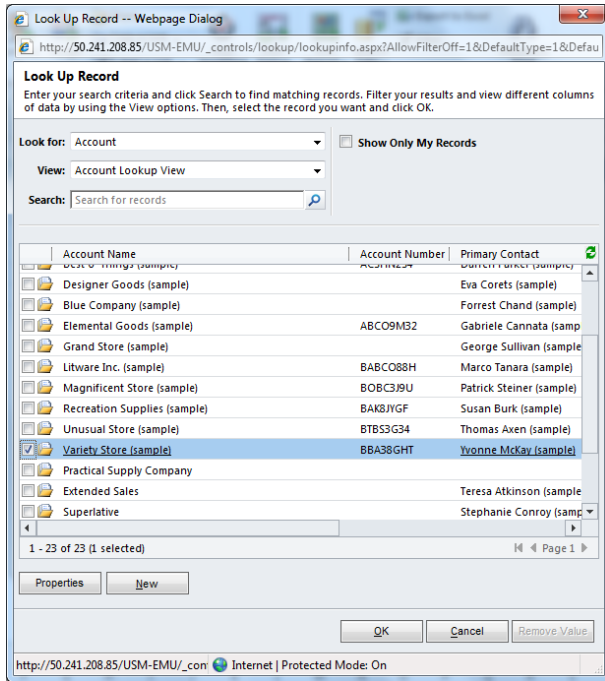 Look Up Record -- Webpage Dialog
http://50.241.208.85/USM-EMU/_controls/lookup/lookupinfo.aspx?AllowFilterOff=1&DefaultType=1&Defau
Look Up Record
Enter your search criteria and click Search to find matching records. Filter your results and view different columns
of data by using the View options. Then, select the record you want and click OK.
Look for: Account Show Only My Records
View: Account Lookup View
Search: Search for records
Account Name Account Number Primary Contact
Designer Goods (sample) Eva Corets (sample)
Blue Company (sample) Forrest Chand (sample)
Elemental Goods (sample) ABCO9M32 Gabriele Cannata (samp
Grand Store (sample) George Sullivan (sample
Litware Inc. (sample) BABCO88H Marco Tanara (sample)
Magnificent Store (sample) BOBC3J9U Patrick Steiner (sample)
Recreation Supplies (sample) BAK8JYGF Susan Burk (sample)
Unusual Store (sample) BTBS3G34 Thomas Axen (sample)
Variety Store (sample) BBA38GHT Yvonne McKay (sample)
Practical Supply Company
Extended Sales Teresa Atkinson (sample
Superlative Stephanie Conroy (samp
1 - 23 of 23 (1 selected) Page 1
Properties New
OK Cancel Remove Value
http://50.241.208.85/USM-EMU/_con Internet | Protected Mode: On